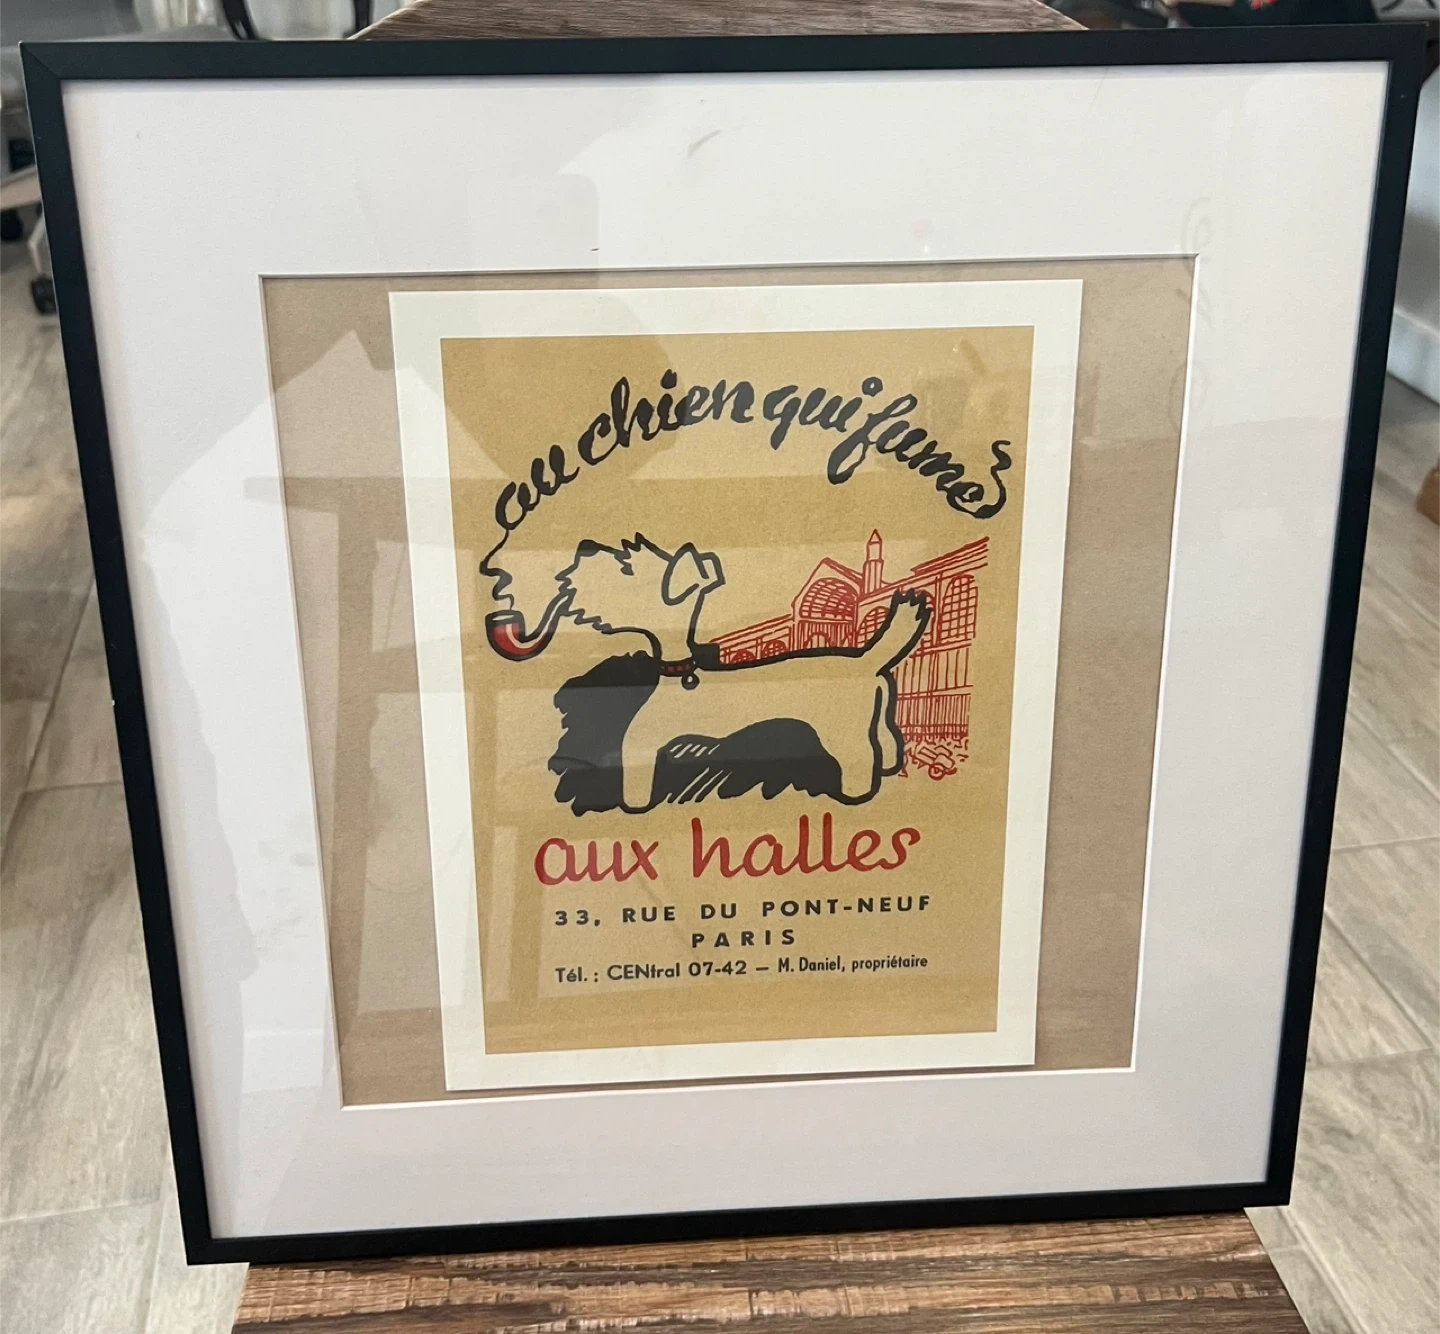 au chien qui fume
aux halles
33, RUE DU PONT-NEUF
PARIS
Tél. : CENtral 07-42 — M. Daniel, propriétaire